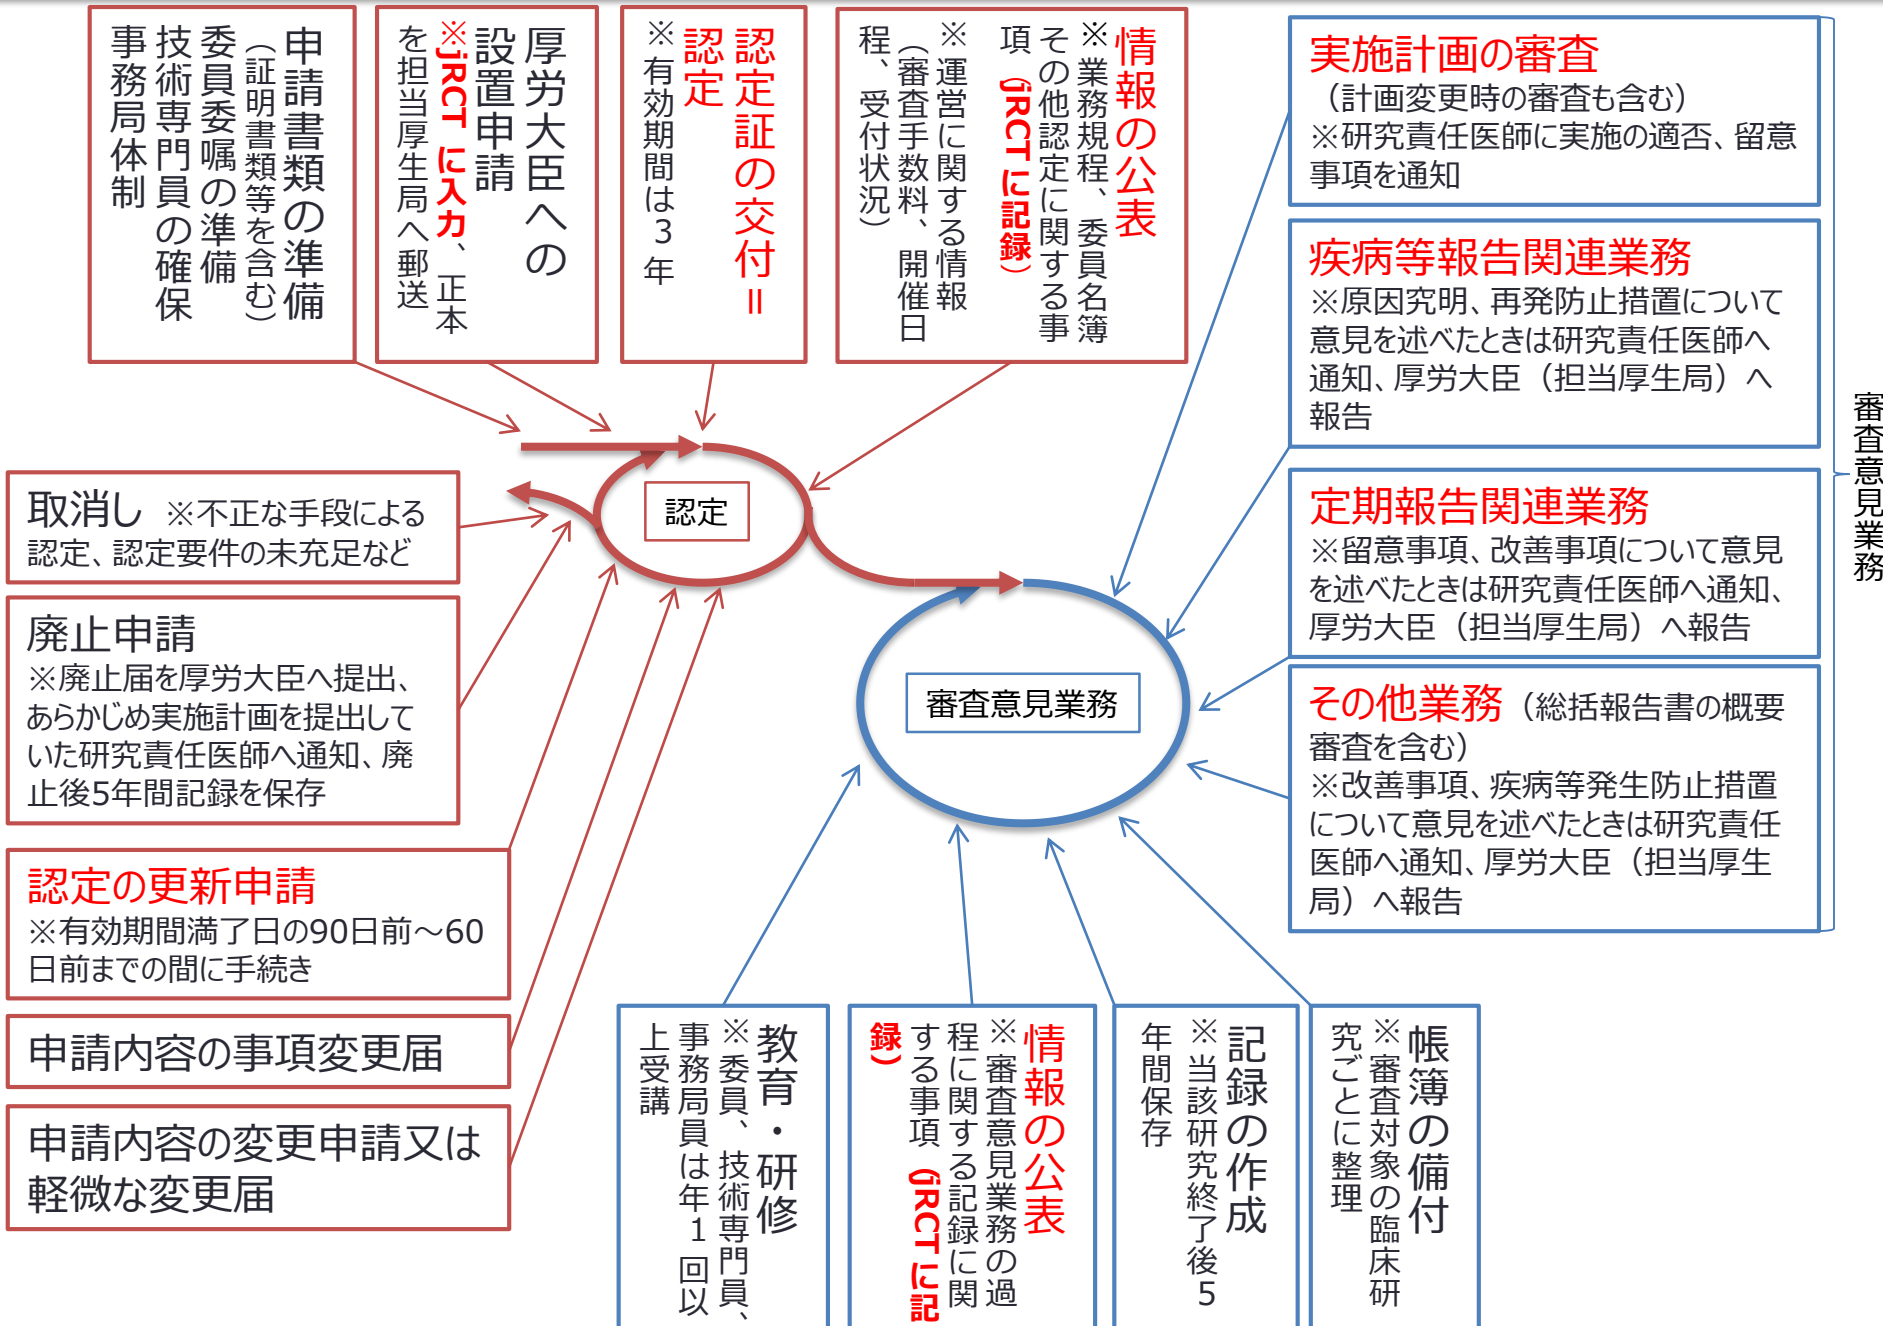 申請書類の準備
（証明書類等を含む）
委員委嘱の準備
技術専門員の確保
事務局体制
厚労大臣への
設置申請
※jRCTに入力、正本
を担当厚生局へ郵送
認定証の交付＝
認定
※有効期間は３年
情報の公表
※業務規程、委員名簿
その他認定に関する事
項（jRCTに記録）
※運営に関する情報
（審査手数料、開催日
程、受付状況）
実施計画の審査
（計画変更時の審査も含む）
※研究責任医師に実施の適否、留意
事項を通知
疾病等報告関連業務
※原因究明、再発防止措置について
意見を述べたときは研究責任医師へ
通知、厚労大臣（担当厚生局）へ
報告
定期報告関連業務
※留意事項、改善事項について意見
を述べたときは研究責任医師へ通知、
厚労大臣（担当厚生局）へ報告
その他業務（総括報告書の概要
審査を含む）
※改善事項、疾病等発生防止措置
について意見を述べたときは研究責任
医師へ通知、厚労大臣（担当厚生
局）へ報告
審査意見業務
認定
審査意見業務
取消し ※不正な手段による
認定、認定要件の未充足など
廃止申請
※廃止届を厚労大臣へ提出、
あらかじめ実施計画を提出して
いた研究責任医師へ通知、廃
止後5年間記録を保存
認定の更新申請
※有効期間満了日の90日前～60
日前までの間に手続き
申請内容の事項変更届
申請内容の変更申請又は
軽微な変更届
教育・研修
※委員、技術専門員、
事務局員は年１回以
上受講
情報の公表
※審査意見業務の過
程に関する記録に関
する事項（jRCTに記
録）
記録の作成
※当該研究終了後５
年間保存
帳簿の備付
※審査対象の臨床研
究ごとに整理